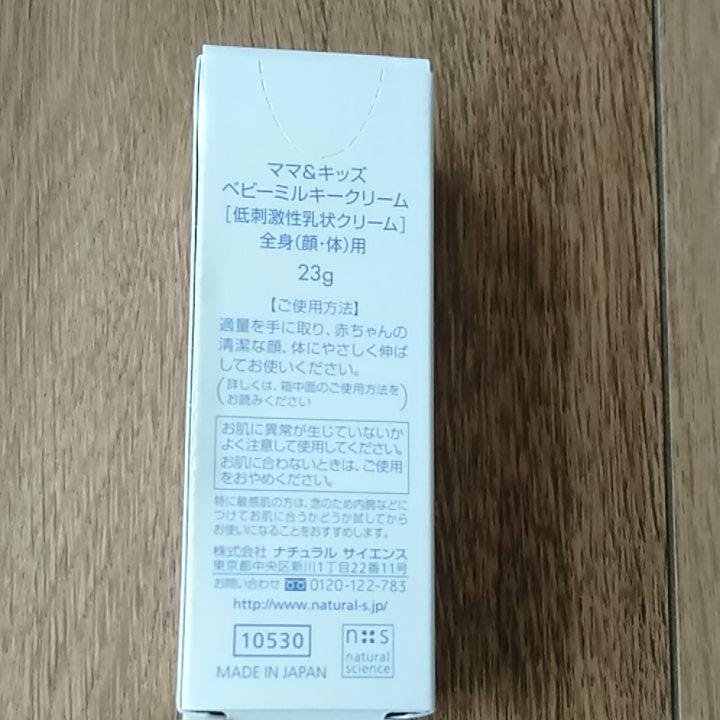 ママ&キッズ
ベビーミルキークリーム
[低刺激性乳状クリーム]
全身(顔・体)用
23g
【ご使用方法】
適量を手に取り、赤ちゃんの
清潔な顔、体にやさしく伸ば
してお使いください。
(詳しくは、箱中面のご使用方法を
お読みください)
お肌に異常が生じていないか
よく注意して使用してください。
お肌に合わないときは、ご使用
をおやめください。
特に敏感肌の方は、念のため内腕などに
つけてお肌に合うかどうか試してから
お使いになることをおすすめします。
株式会社 ナチュラル サイエンス
東京都中央区新川1丁目22番11号
お問い合わせ 0120-122-783
http://www.natural-s.jp/
10530
MADE IN JAPAN
n::s
natural
science